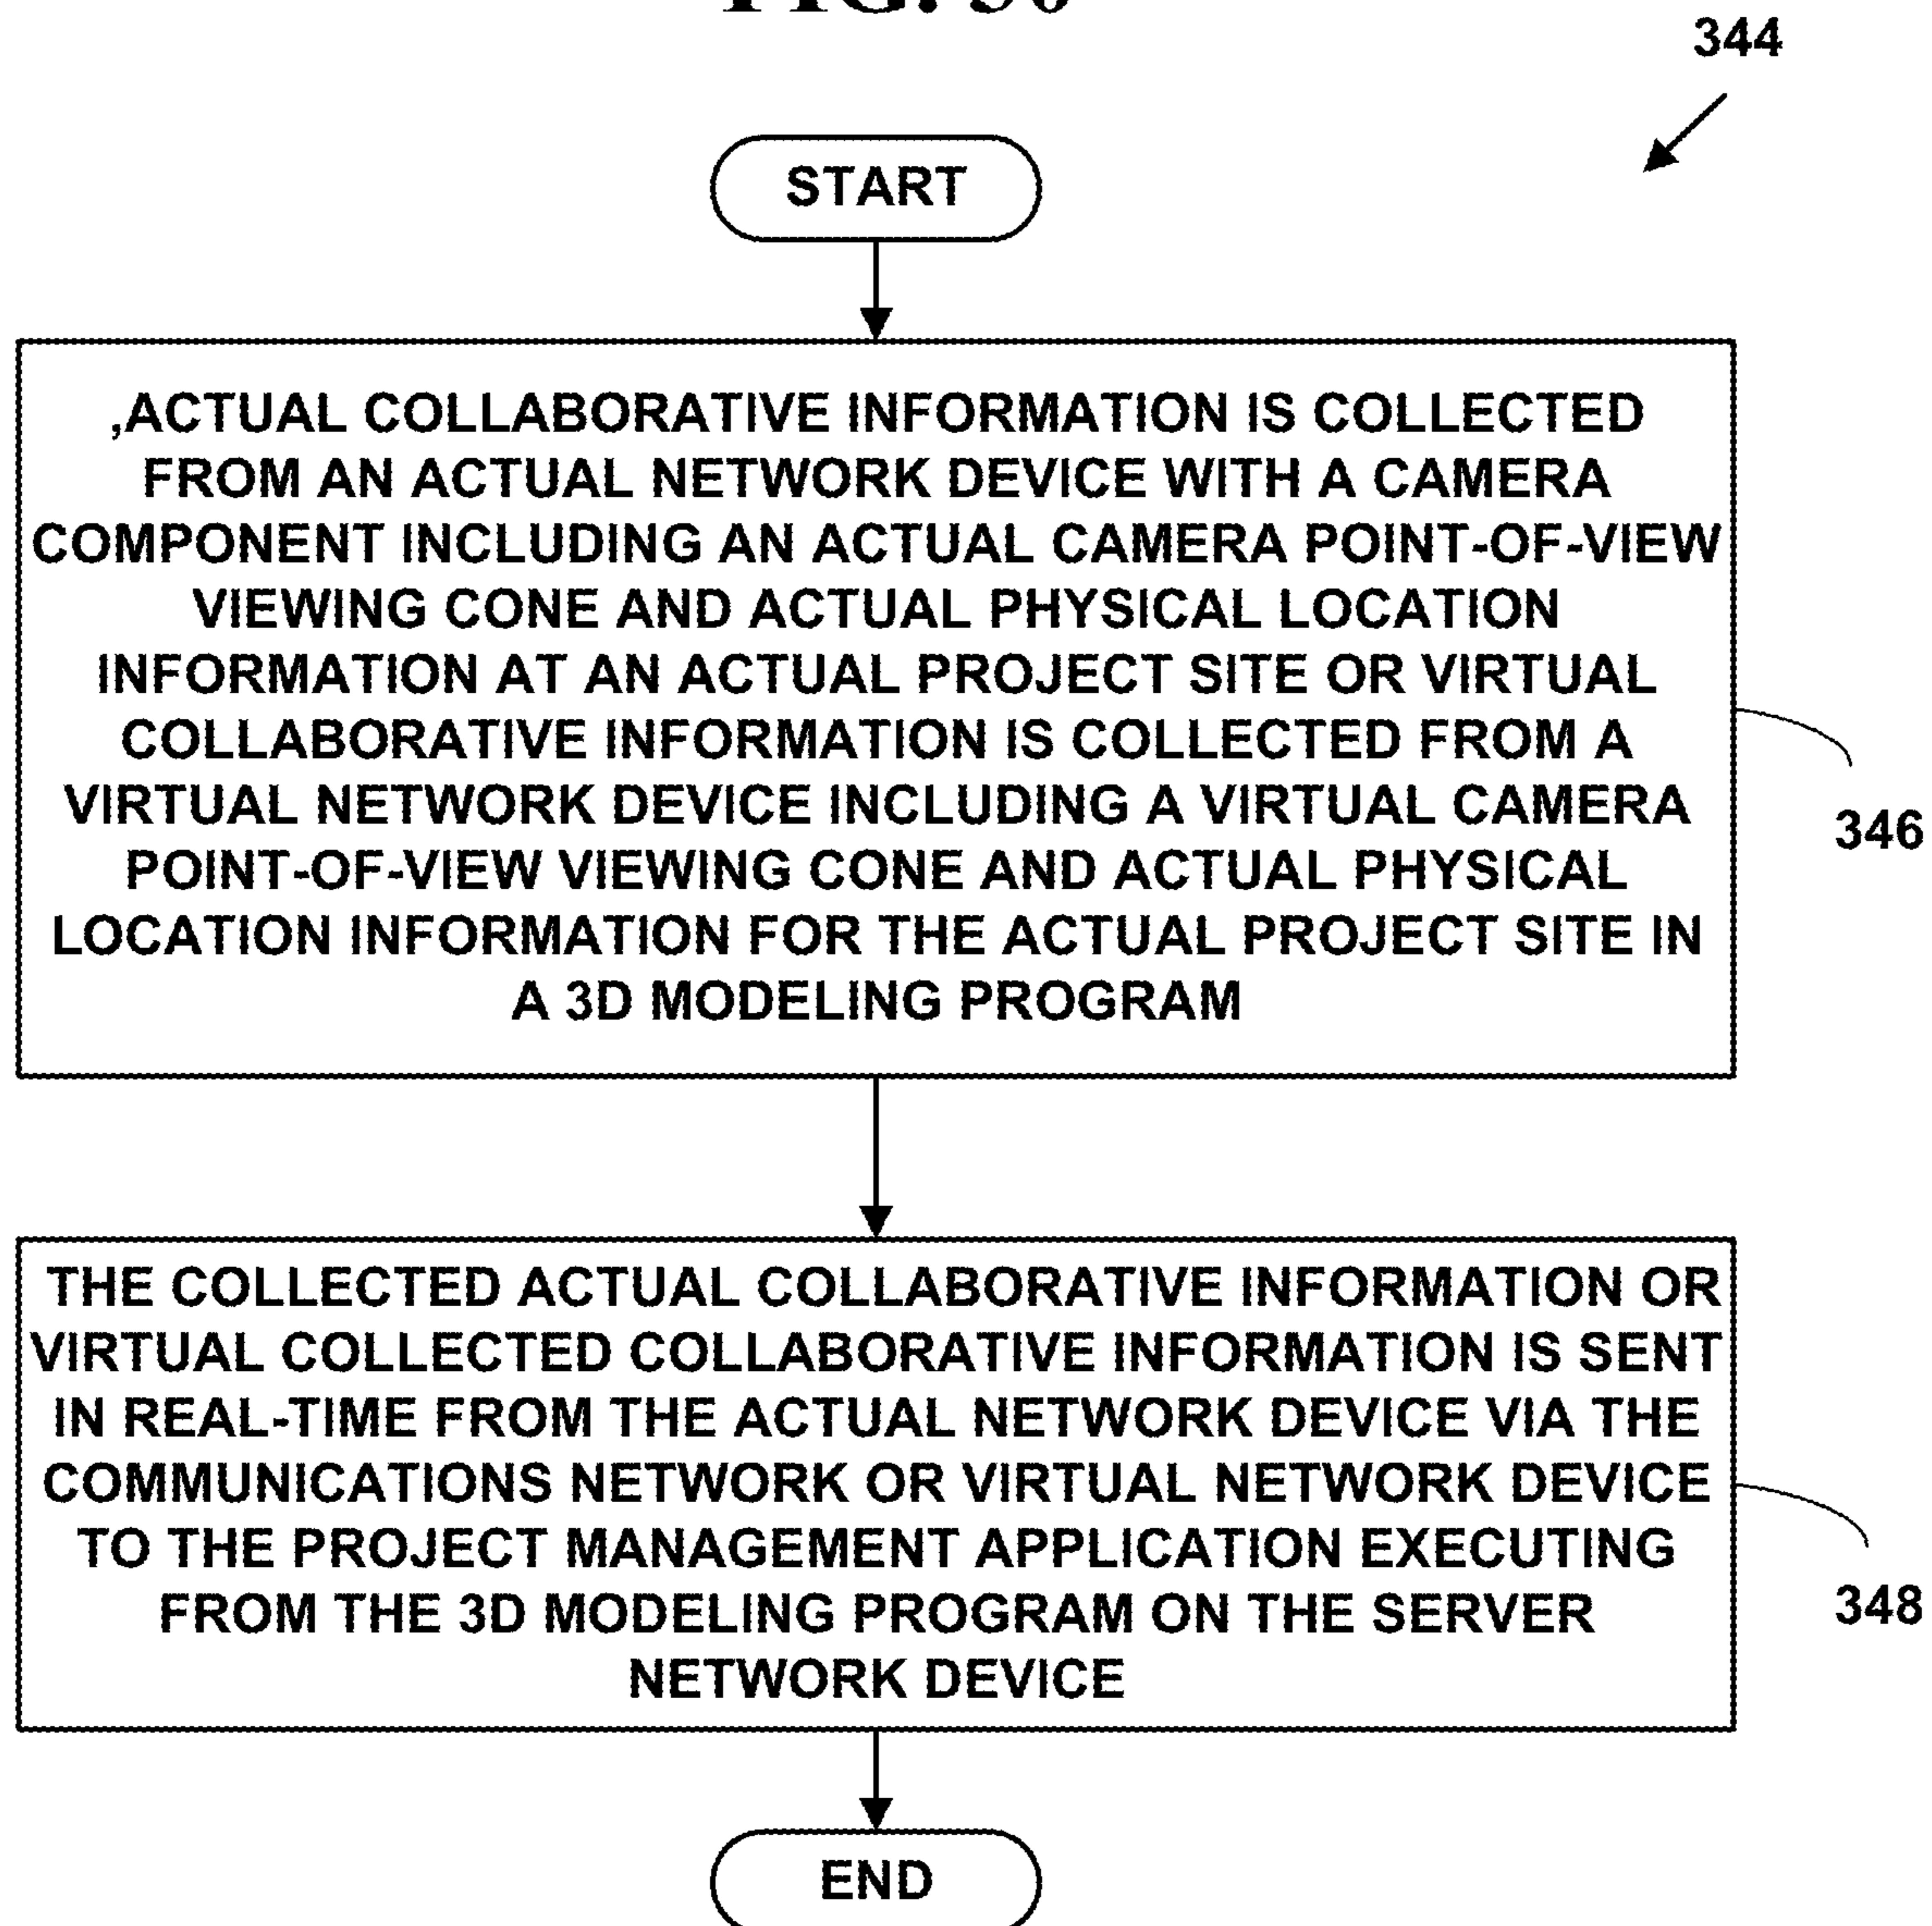 FIG.
344
START
,ACTUAL COLLABORATIVE INFORMATION IS COLLECTED
FROM AN ACTUAL NETWORK DEVICE WITH A CAMERA
COMPONENT INCLUDING AN ACTUAL CAMERA POINT-OF-VIEW
VIEWING CONE AND ACTUAL PHYSICAL LOCATION
INFORMATION AT AN ACTUAL PROJECT SITE OR VIRTUAL
COLLABORATIVE INFORMATION IS COLLECTED FROM A
VIRTUAL NETWORK DEVICE INCLUDING A VIRTUAL CAMERA
POINT-OF-VIEW VIEWING CONE AND ACTUAL PHYSICAL
LOCATION INFORMATION FOR THE ACTUAL PROJECT SITE IN
A 3D MODELING PROGRAM
346
THE COLLECTED ACTUAL COLLABORATIVE INFORMATION OR
VIRTUAL COLLECTED COLLABORATIVE INFORMATION IS SENT
IN REAL-TIME FROM THE ACTUAL NETWORK DEVICE VIA THE
COMMUNICATIONS NETWORK OR VIRTUAL NETWORK DEVICE
TO THE PROJECT MANAGEMENT APPLICATION EXECUTING
FROM THE 3D MODELING PROGRAM ON THE SERVER
NETWORK DEVICE
348
END